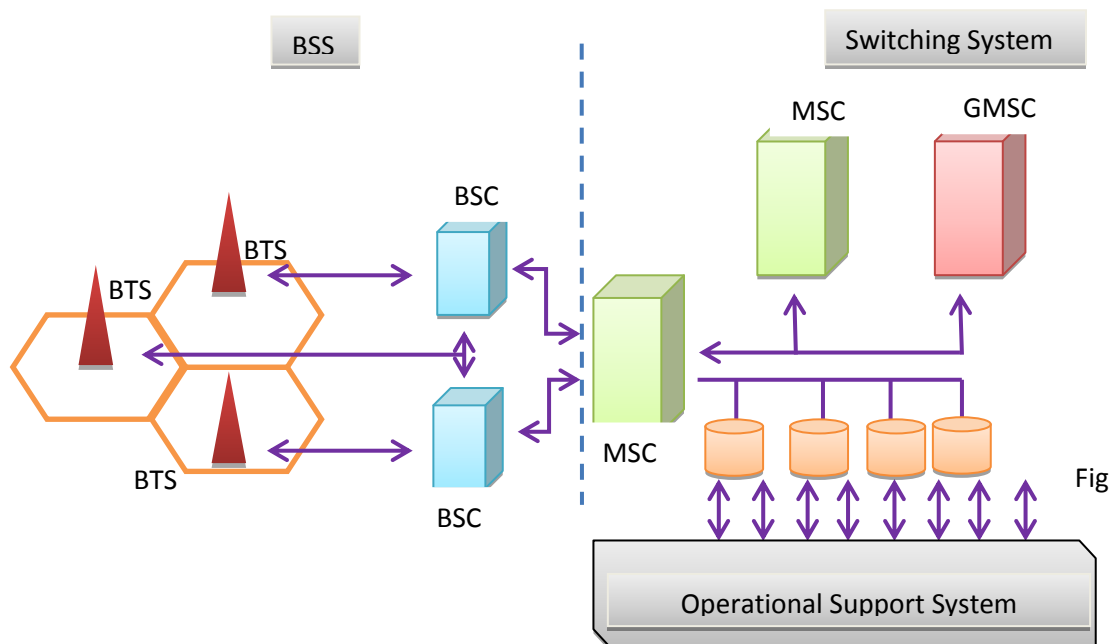 BSS
Switching System
MSC
GMSC
BSC
BTS
BTS
BTS
BSC
MSC
Fig
Operational Support System